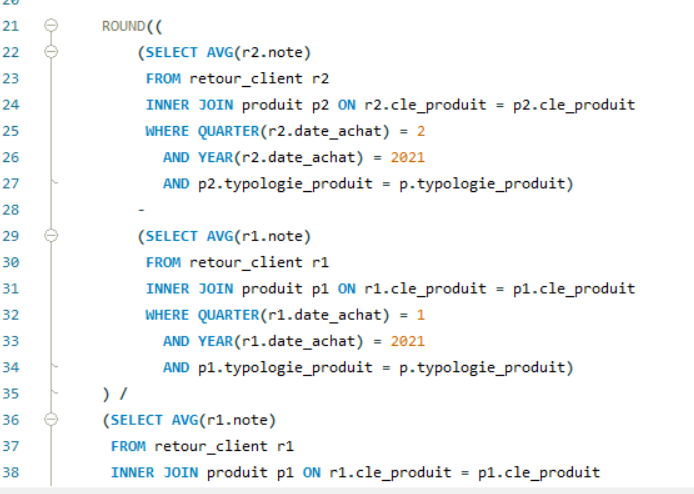 20
21 ROUND((
22 (SELECT AVG(r2.note)
23 FROM retour_client r2
24 INNER JOIN produit p2 ON r2.cle_produit = p2.cle_produit
25 WHERE QUARTER(r2.date_achat) = 2
26 AND YEAR(r2.date_achat) = 2021
27 AND p2.typologie_produit = p.typologie_produit)
28 -
29 (SELECT AVG(r1.note)
30 FROM retour_client r1
31 INNER JOIN produit p1 ON r1.cle_produit = p1.cle_produit
32 WHERE QUARTER(r1.date_achat) = 1
33 AND YEAR(r1.date_achat) = 2021
34 AND p1.typologie_produit = p.typologie_produit)
35 ) /
36 (SELECT AVG(r1.note)
37 FROM retour_client r1
38 INNER JOIN produit p1 ON r1.cle_produit = p1.cle_produit